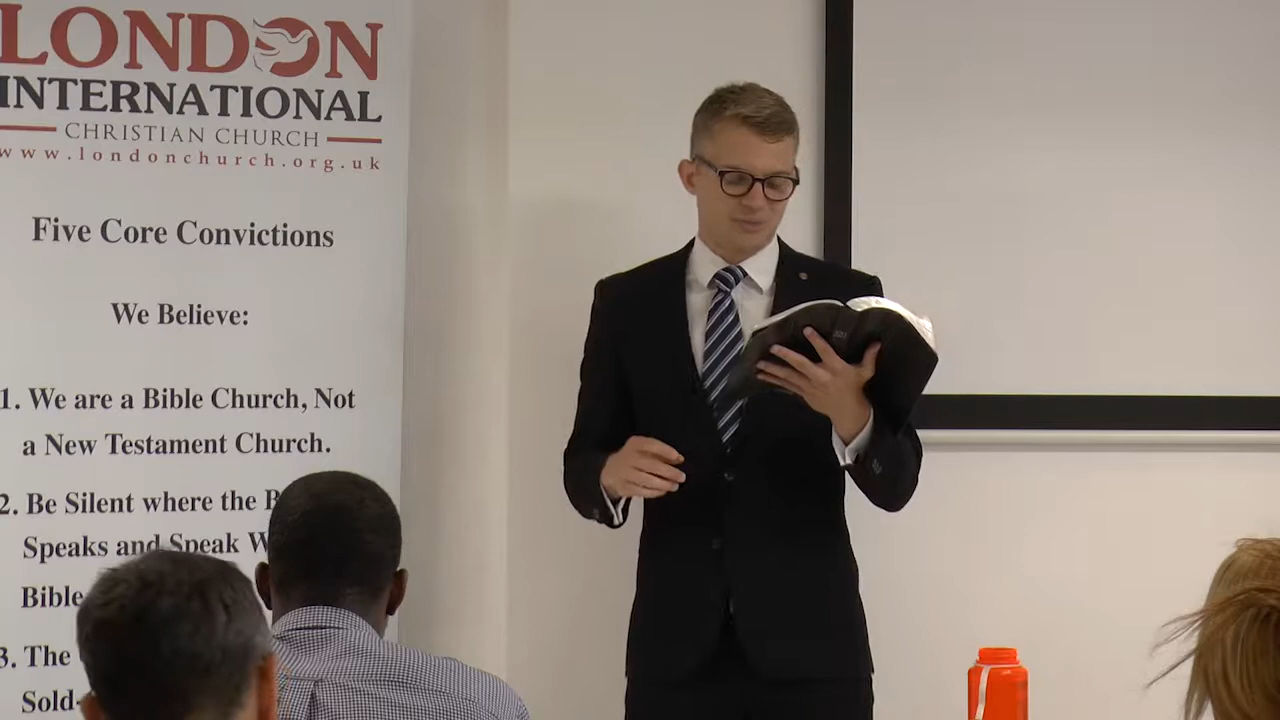 LONDON
INTERNATIONAL
CHRISTIAN CHURCH
www.londonchurch.org.uk
Five Core Convictions
We Believe:
1. We are a Bible Church, Not
a New Testament Church.
2. Be Silent where the
Speaks and Speak
Bible
3. The
Sold-